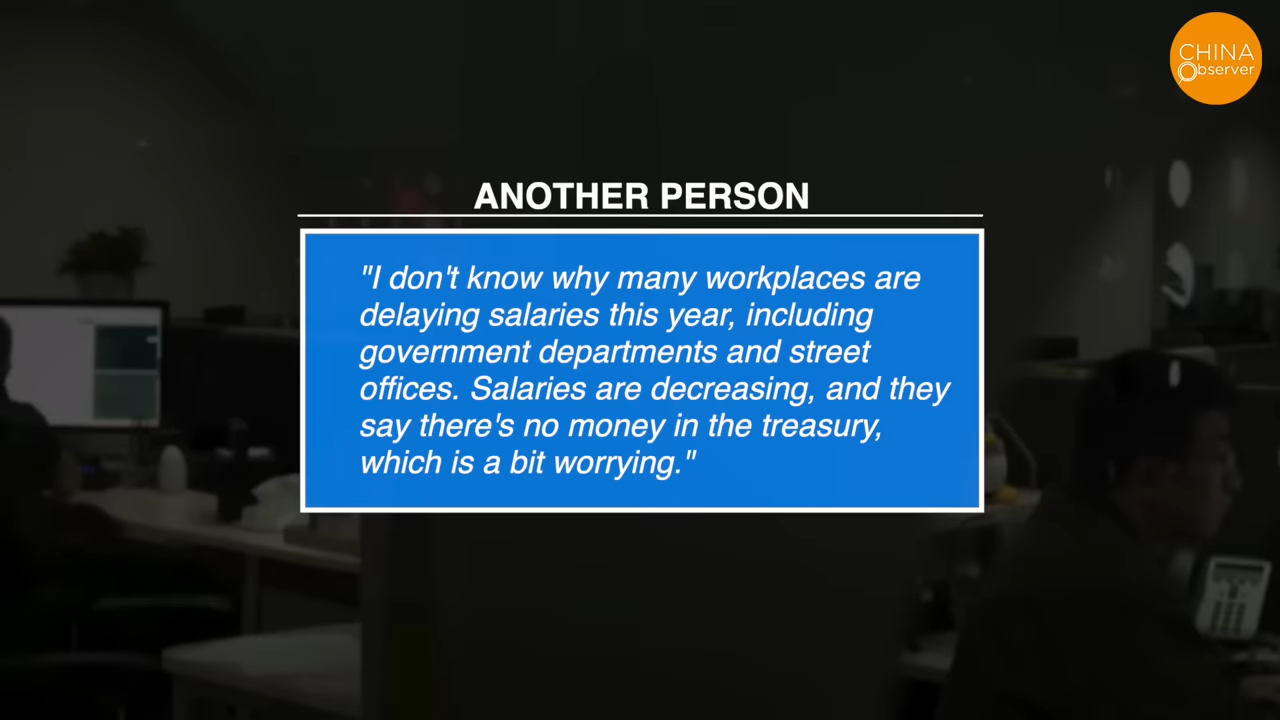 CHINA
Observer
ANOTHER PERSON
"I don't know why many workplaces are
delaying salaries this year, including
government departments and street
offices. Salaries are decreasing, and they
say there's no money in the treasury,
which is a bit worrying."